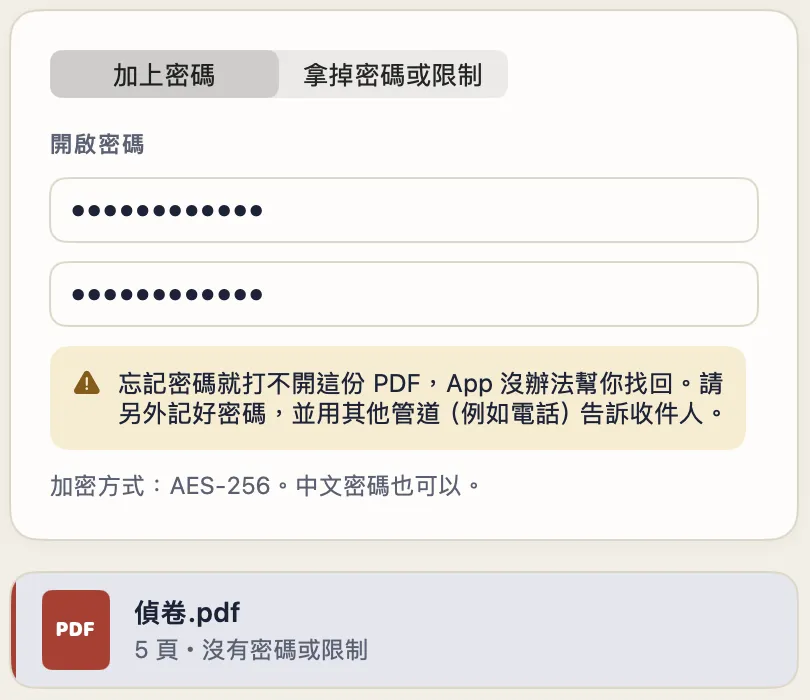 加上密碼
拿掉密碼或限制
開啟密碼
••••••••••••
••••••••••••
忘記密碼就打不開這份 PDF，App 沒辦法幫你找回。請
另外記好密碼，並用其他管道（例如電話）告訴收件人。
加密方式：AES-256。中文密碼也可以。
PDF
偵卷.pdf
5 頁・沒有密碼或限制